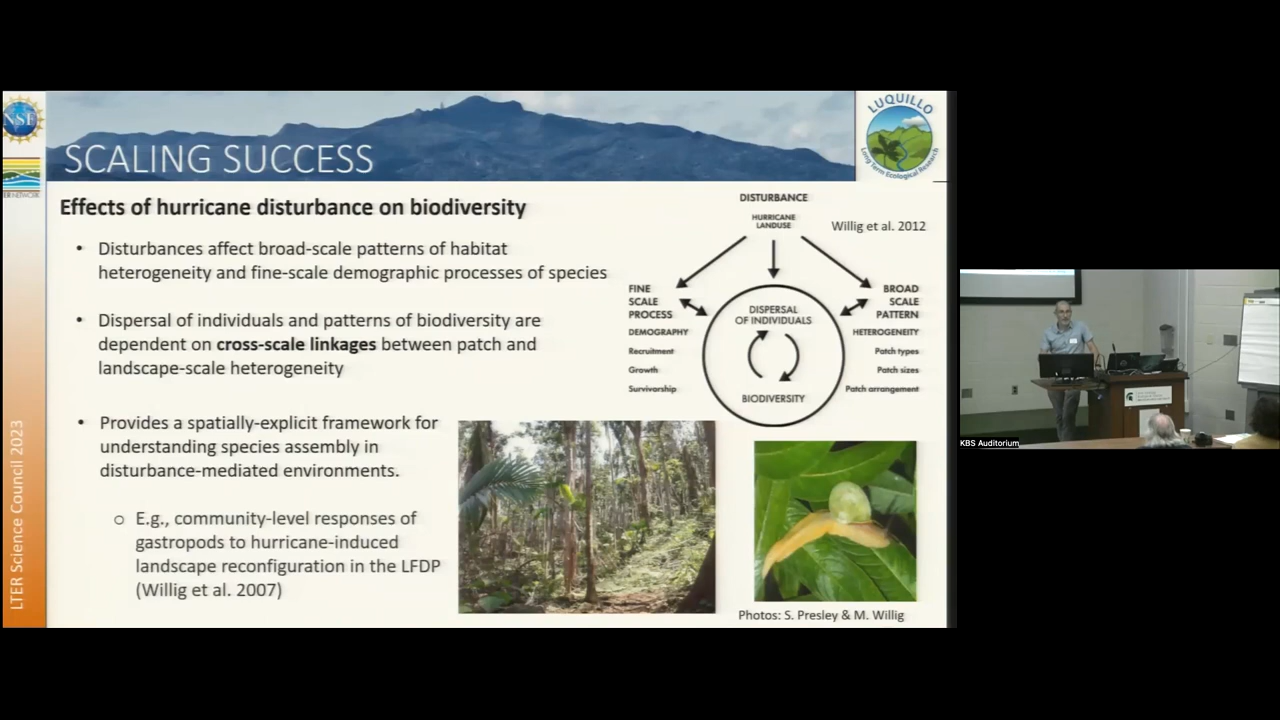 NSF
ER NETWORK
LTER Science Council 2023
SCALING SUCCESS
LUQUILLO
Long Term Ecological Research
Effects of hurricane disturbance on biodiversity
• Disturbances affect broad-scale patterns of habitat
heterogeneity and fine-scale demographic processes of species
• Dispersal of individuals and patterns of biodiversity are
dependent on cross-scale linkages between patch and
landscape-scale heterogeneity
• Provides a spatially-explicit framework for
understanding species assembly in
disturbance-mediated environments.
o E.g., community-level responses of
gastropods to hurricane-induced
landscape reconfiguration in the LFDP
(Willig et al. 2007)
DISTURBANCE
HURRICANE
LANDUSE
Willig et al. 2012
FINE
SCALE
PROCESS
DEMOGRAPHY
Recruitment
Growth
Survivorship
DISPERSAL
OF INDIVIDUALS
BIODIVERSITY
BROAD
SCALE
PATTERN
HETEROGENEITY
Patch types
Patch sizes
Patch arrangement
Photos: S. Presley & M. Willig
KBS Auditorium